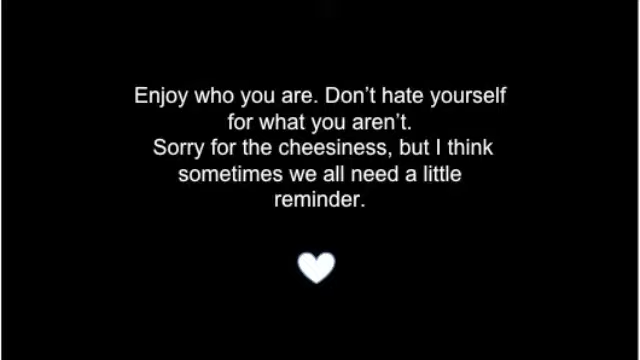 Enjoy who you are. Don’t hate yourself
for what you aren’t.
Sorry for the cheesiness, but I think
sometimes we all need a little
reminder.